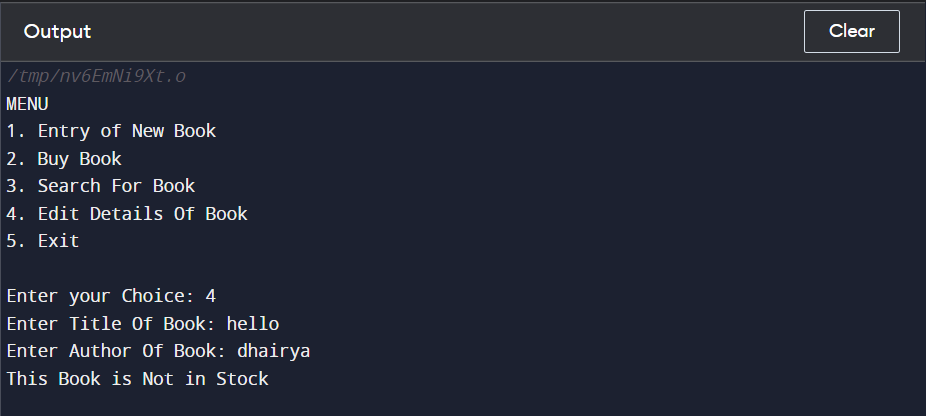 Output
Clear
/tmp/nv6EmNi9Xt.o
MENU
1. Entry of New Book
2. Buy Book
3. Search For Book
4. Edit Details Of Book
5. Exit
Enter your Choice: 4
Enter Title Of Book: hello
Enter Author Of Book: dhairya
This Book is Not in Stock